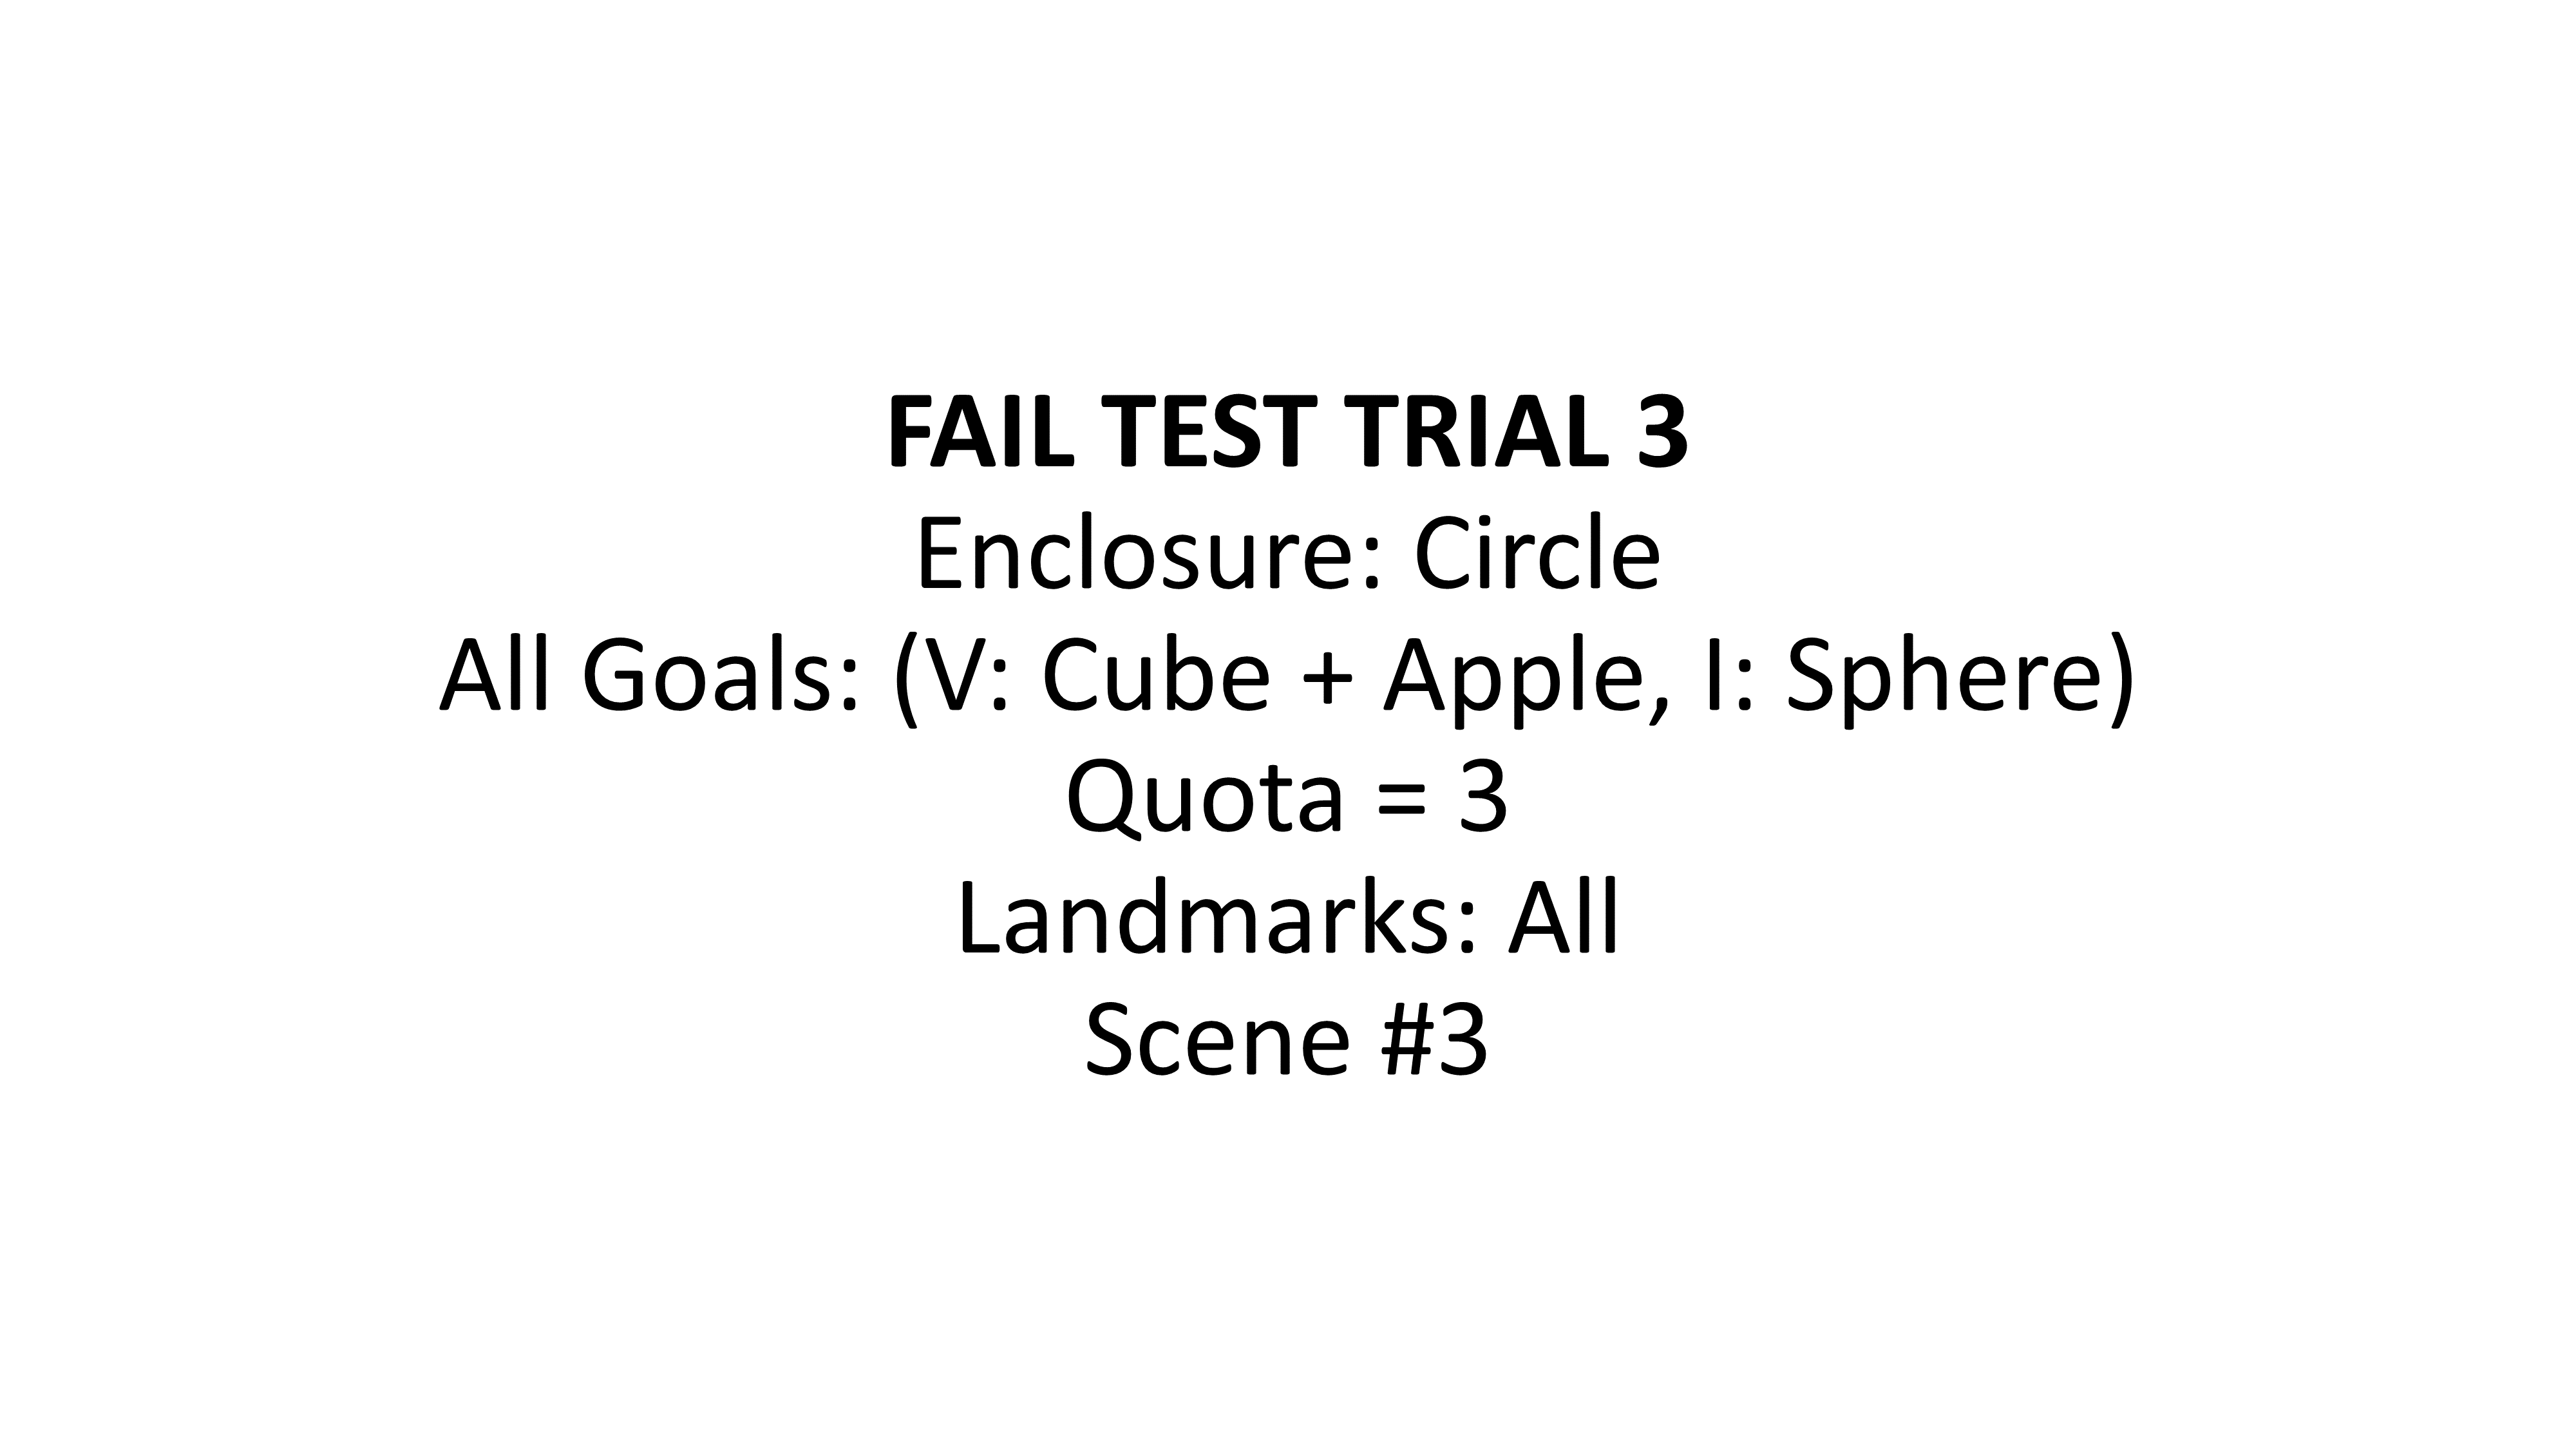 FAIL TEST TRIAL 3
Enclosure: Circle
All Goals: (V: Cube + Apple, I: Sphere)
Quota = 3
Landmarks: All
Scene #3